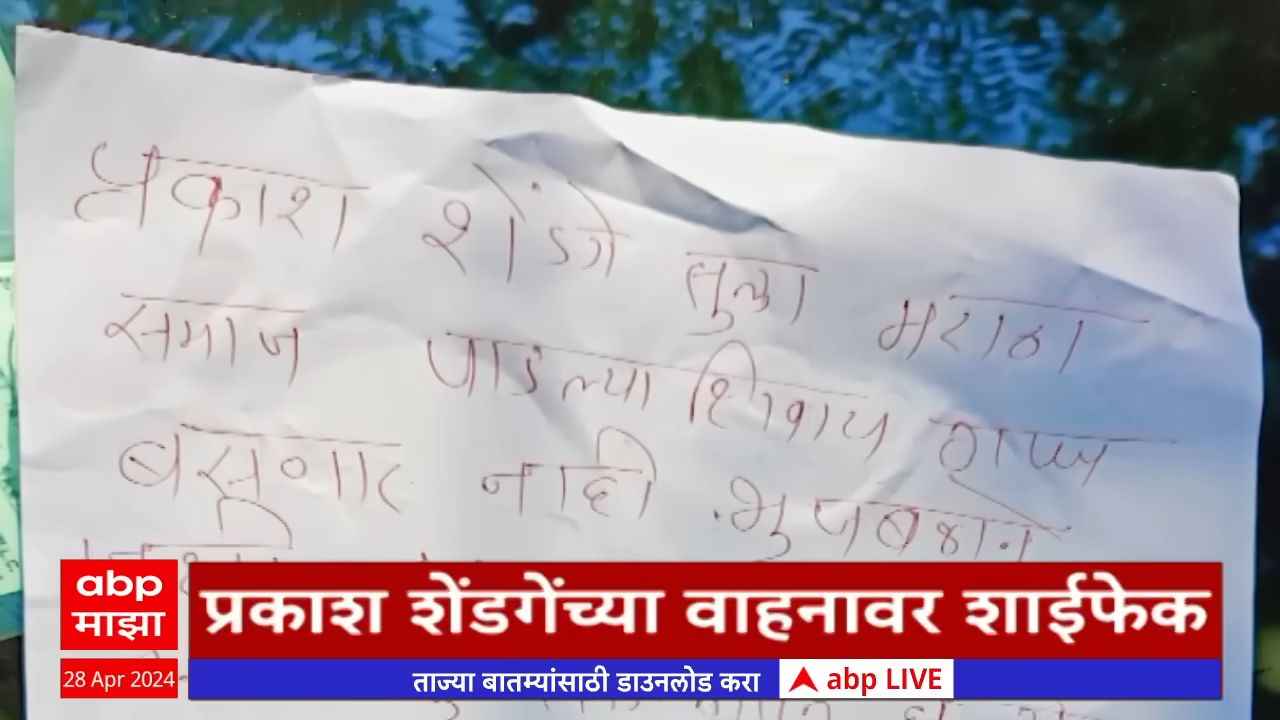 प्रकाश शेंडगे तुला मराठा
समाज पाडल्या शिवाय गप्प
बसणार नाही भुजबळाने
abp
माझा
प्रकाश शेंडगेंच्या वाहनावर शाईफेक
28 Apr 2024
ताज्या बातम्यांसाठी डाउनलोड करा
abp LIVE